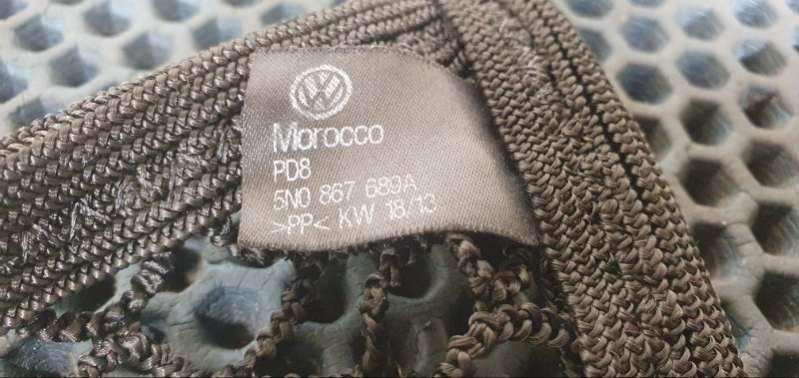 Morocco
PD8
5N0 867 689A
>PP< KW 18/13